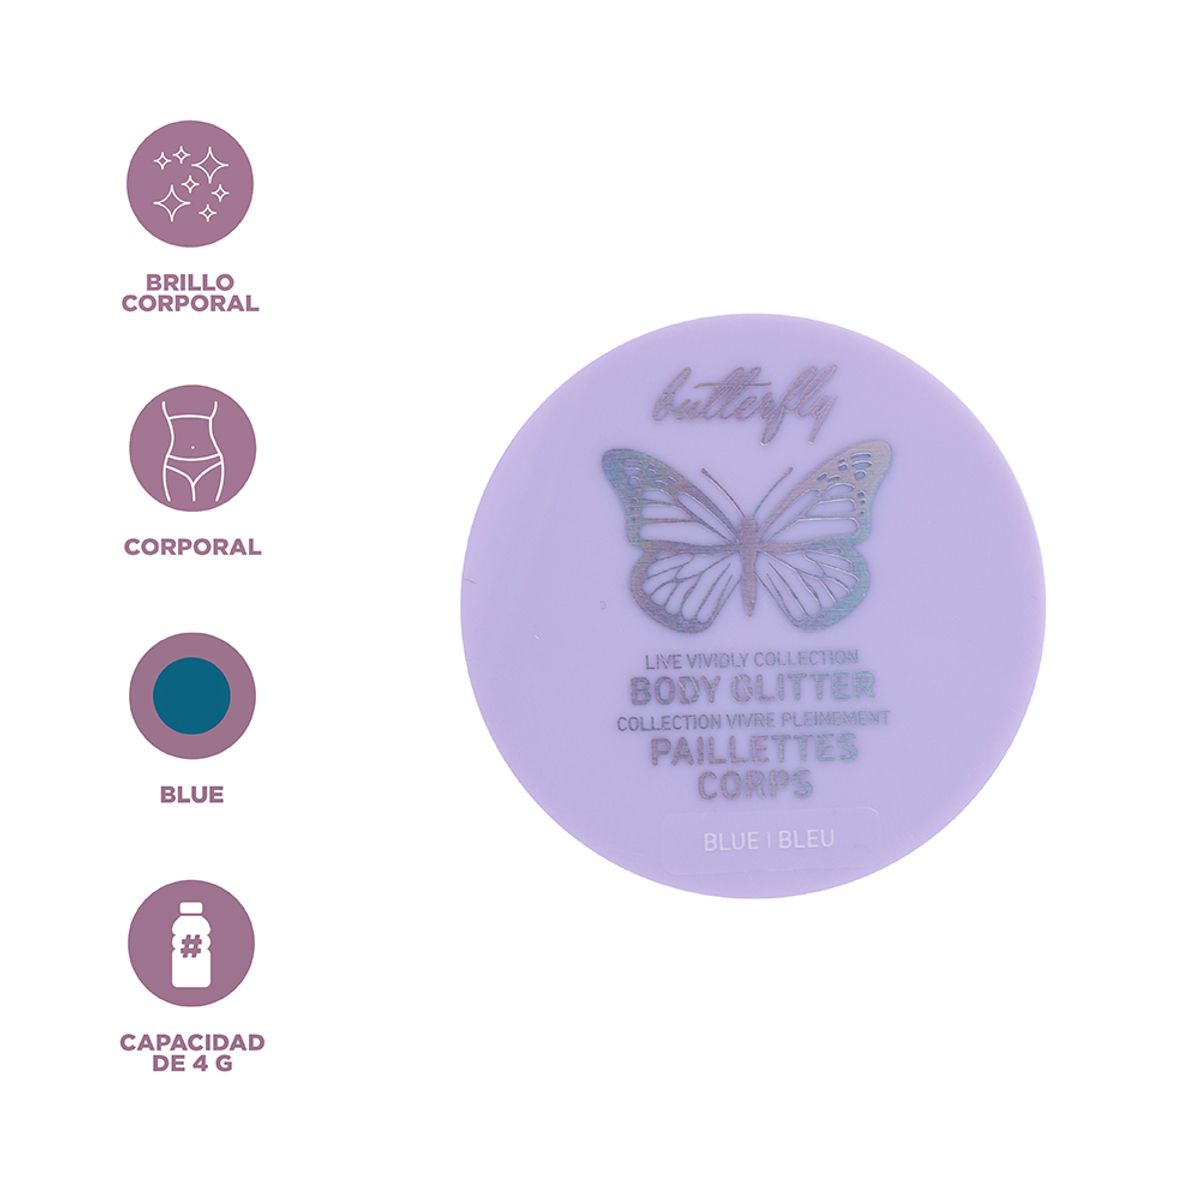 BRILLO
CORPORAL
CORPORAL
BLUE
#
CAPACIDAD
DE 4 G
butterfly
LIVE VIVIDLY COLLECTION
BODY GLITTER
COLLECTION VIVRE PLEINEMENT
PAILLETTES
CORPS
BLUE | BLEU